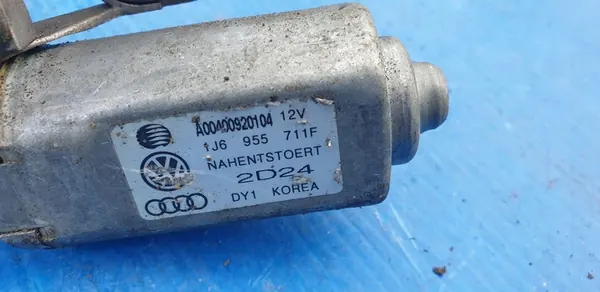 A00400920104 12V
1J6 955 711F
NAHENTSTOERT
2D24
DY1 KOREA